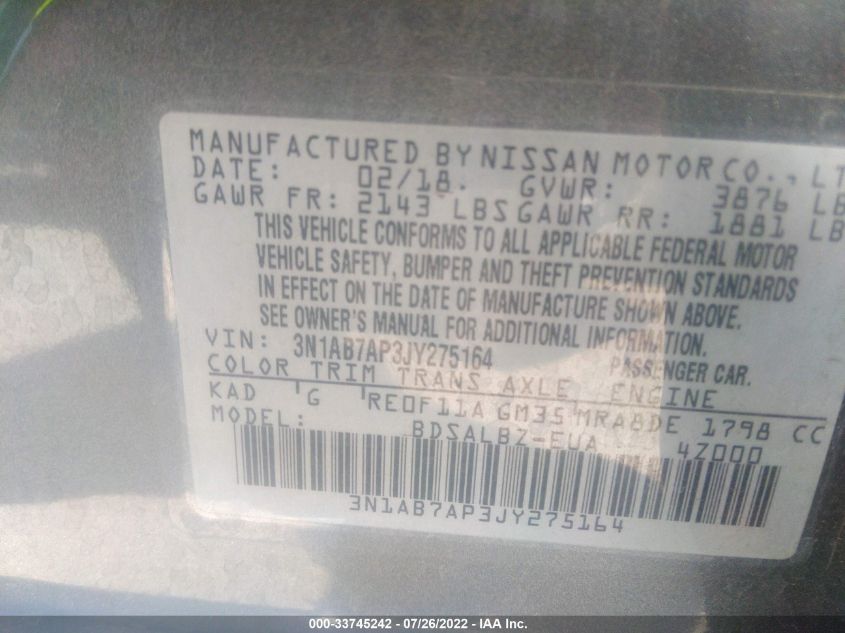 MANUFACTURED BY NISSAN MOTOR CO., LT
DATE: 02/18. GVWR: 3876 LB
GAWR FR: 2143 LBS GAWR RR: 1881 LB
THIS VEHICLE CONFORMS TO ALL APPLICABLE FEDERAL MOTOR
VEHICLE SAFETY, BUMPER AND THEFT PREVENTION STANDARDS
IN EFFECT ON THE DATE OF MANUFACTURE SHOWN ABOVE.
SEE OWNER'S MANUAL FOR ADDITIONAL INFORMATION.
VIN: 3N1AB7AP3JY275164 PASSENGER CAR.
COLOR TRIM TRANS AXLE ENGINE
KAD G RE0F11A GM35 MRA8DE 1798 CC
MODEL: BDSALBZ-EUA 4Z000
3N1AB7AP3JY275164
000-33745242 - 07/26/2022 - IAA Inc.